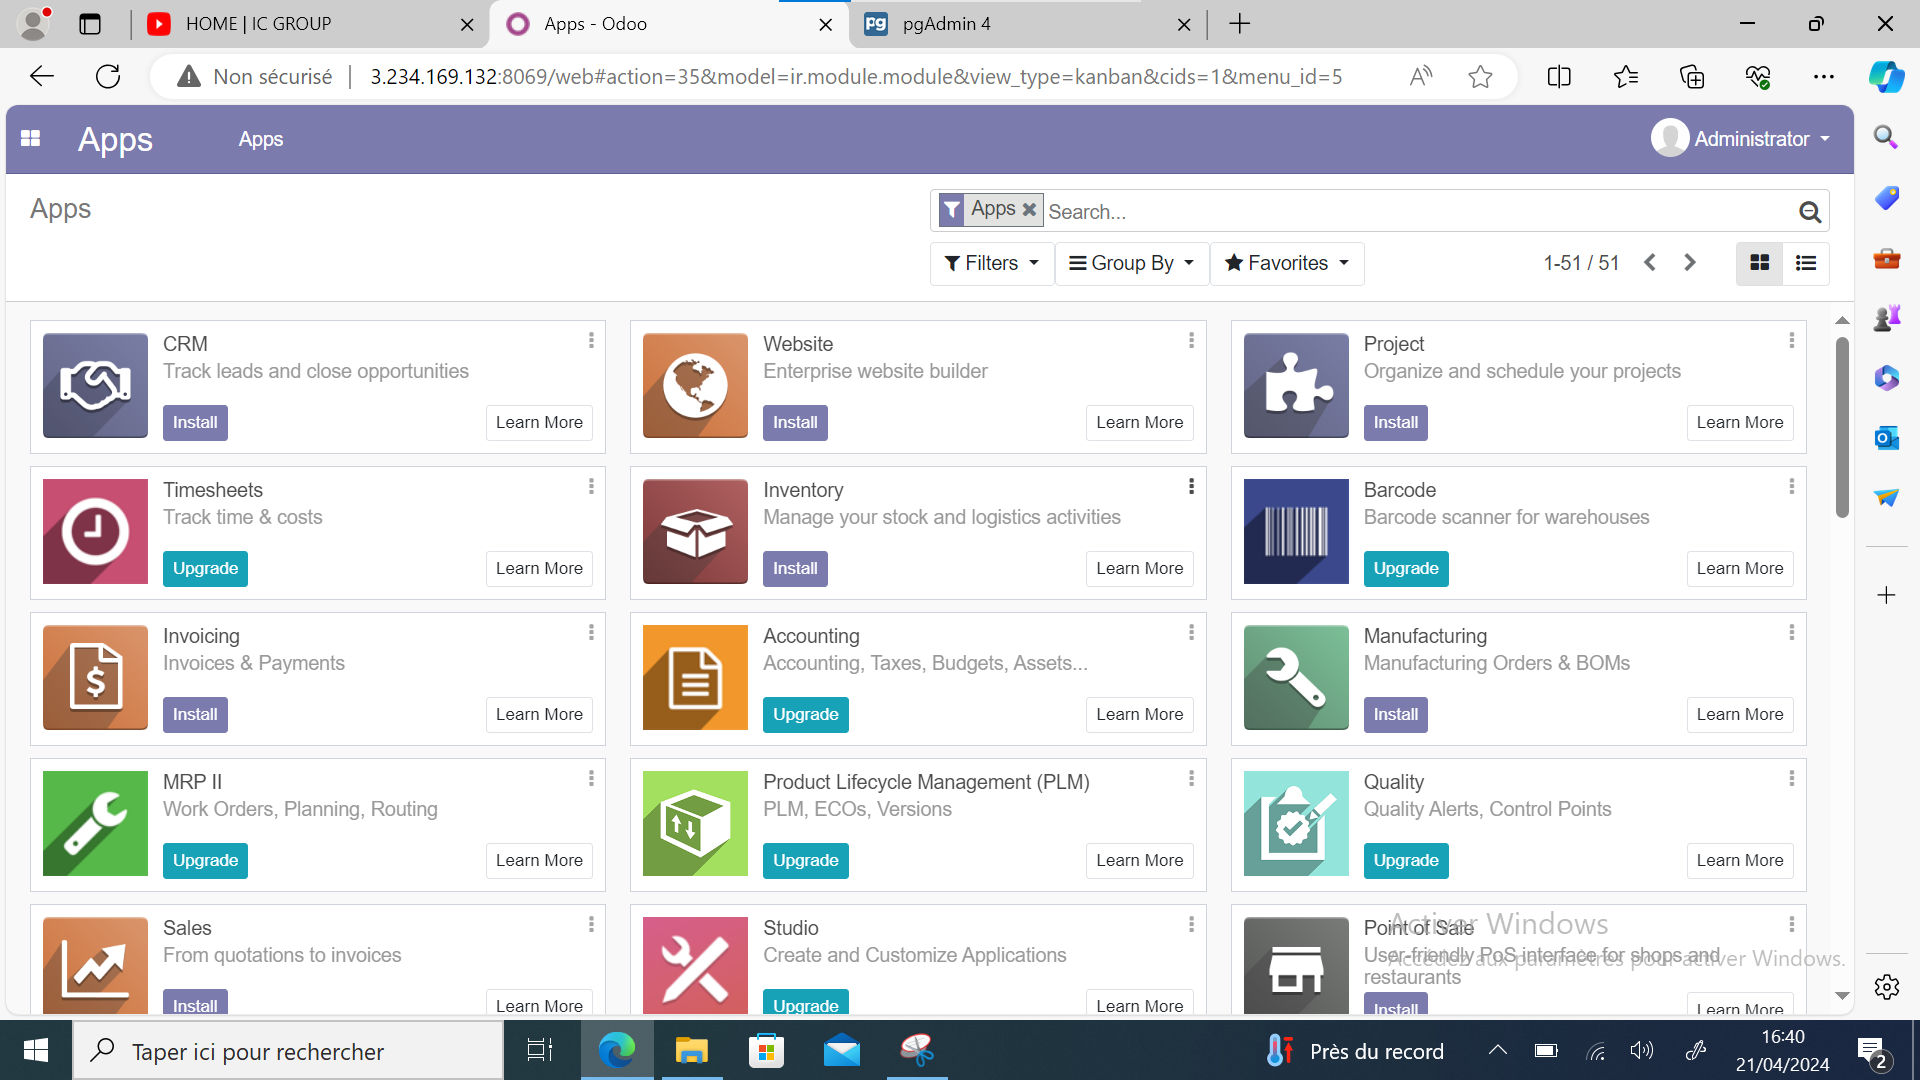 HOME | IC GROUP
Apps - Odoo
pgAdmin 4
Non sécurisé
3.234.169.132:8069/web#action=35&model=ir.module.module&view_type=kanban&cids=1&menu_id=5
Apps
Apps
Administrator
Apps
Apps
Search...
Filters
Group By
Favorites
1-51 / 51
CRM
Track leads and close opportunities
Install
Learn More
Website
Enterprise website builder
Install
Learn More
Project
Organize and schedule your projects
Install
Learn More
Timesheets
Track time & costs
Upgrade
Learn More
Inventory
Manage your stock and logistics activities
Install
Learn More
Barcode
Barcode scanner for warehouses
Upgrade
Learn More
Invoicing
Invoices & Payments
Install
Learn More
Accounting
Accounting, Taxes, Budgets, Assets...
Upgrade
Learn More
Manufacturing
Manufacturing Orders & BOMs
Install
Learn More
MRP II
Work Orders, Planning, Routing
Upgrade
Learn More
Product Lifecycle Management (PLM)
PLM, ECOs, Versions
Upgrade
Learn More
Quality
Quality Alerts, Control Points
Upgrade
Learn More
Sales
From quotations to invoices
Install
Learn More
Studio
Create and Customize Applications
Upgrade
Learn More
Point of Sale
User-friendly PoS interface for shops and
restaurants
Install
Learn More
Activer Windows
Accédez aux paramètres pour activer Windows.
Taper ici pour rechercher
Près du record
16:40
21/04/2024
2